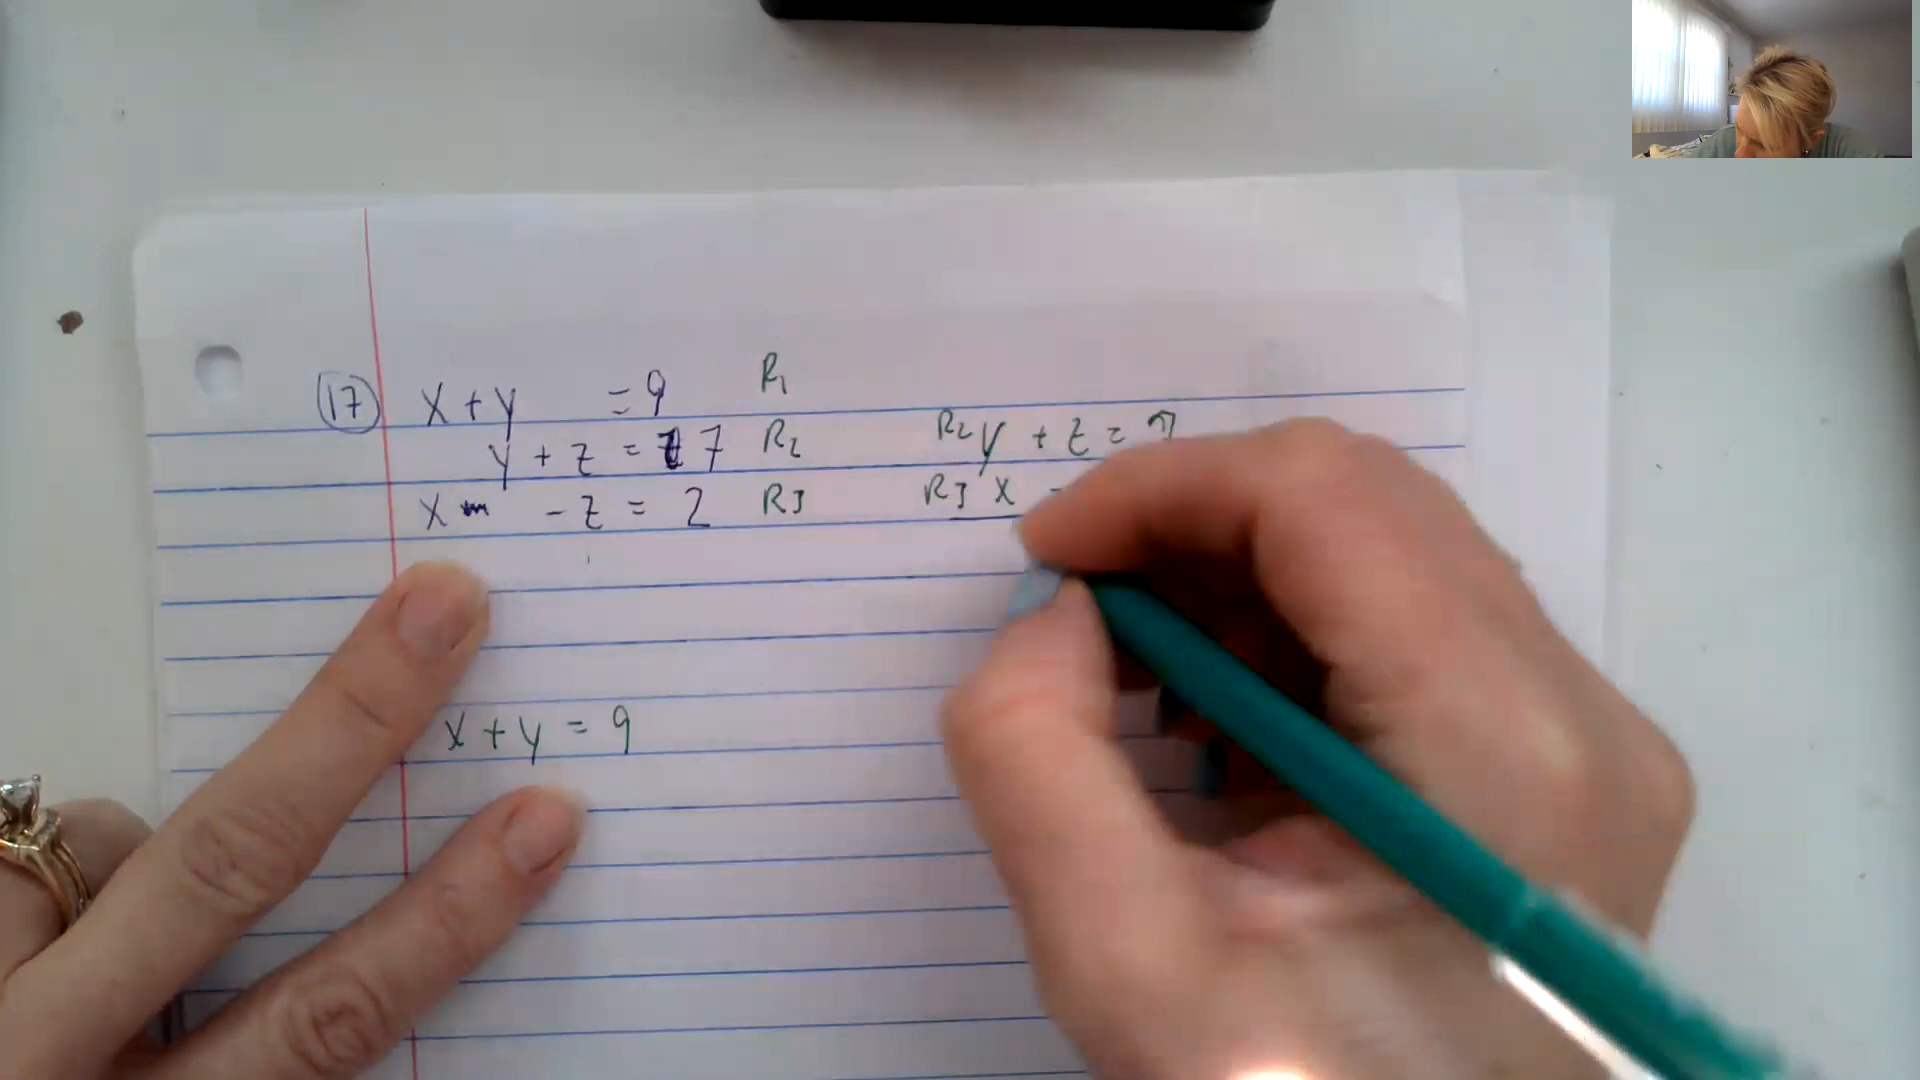 17 x + y = 9 R1
y + z = 7 R2
x - z = 2 R3
R2 y + z = 7
R3 x -
x + y = 9